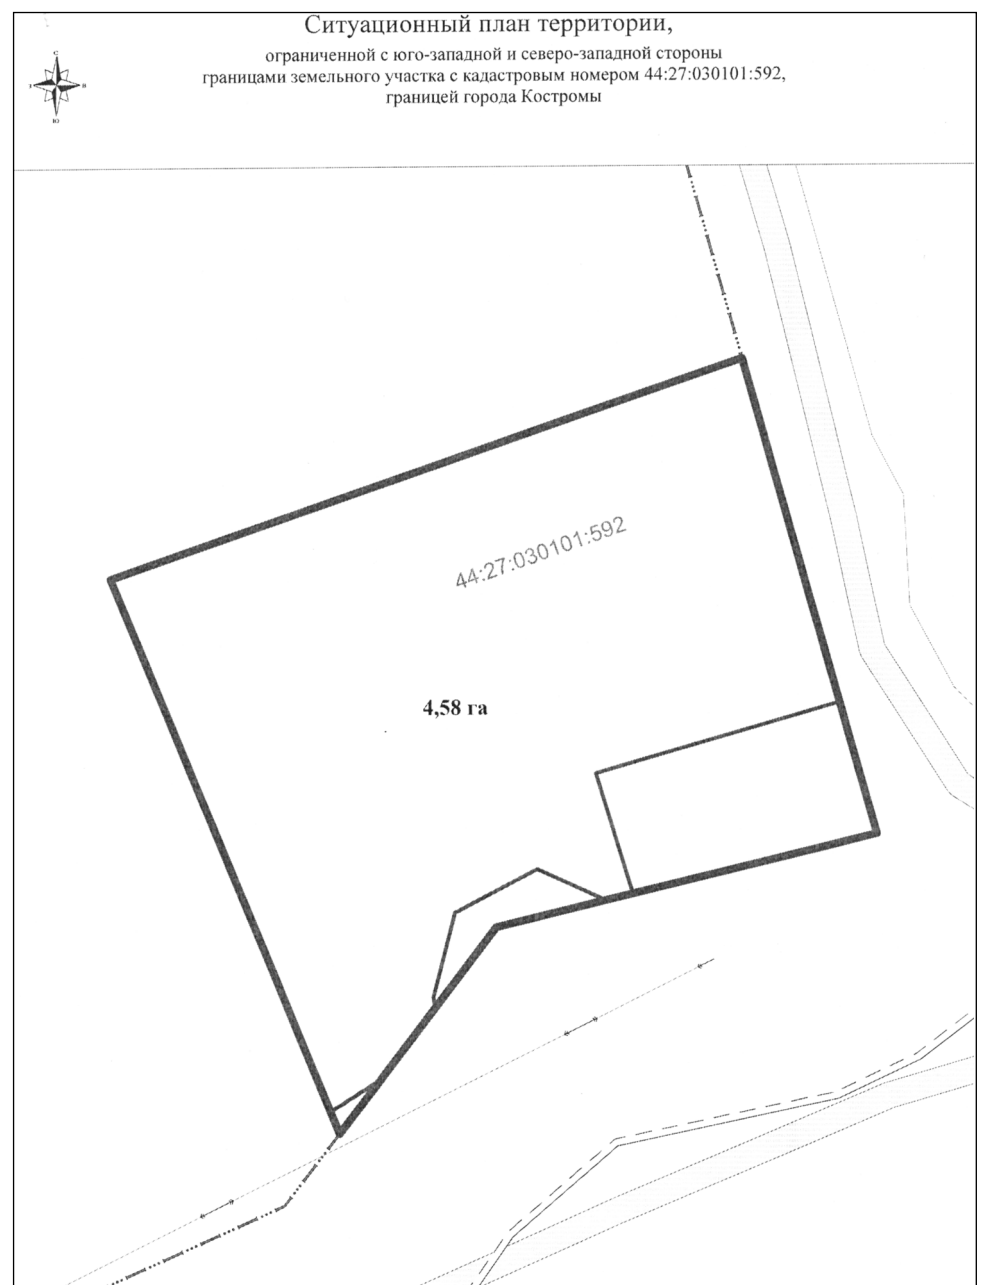 Ситуационный план территории,
ограниченной с юго-западной и северо-западной стороны
границами земельного участка с кадастровым номером 44:27:030101:592,
границей города Костромы
С
З
В
Ю
44:27:030101:592
4,58 га